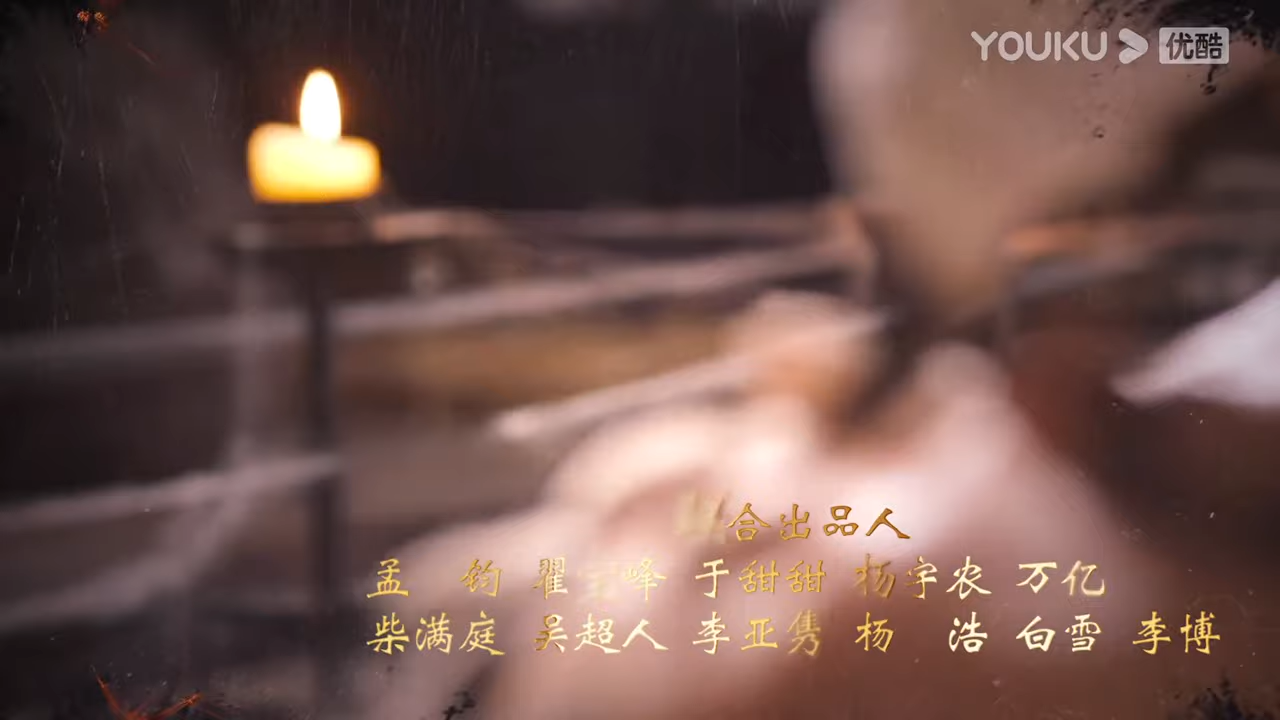 YOUKU 优酷
合出品人
孟 钧 翟 峰 于甜甜 杨宇农 万亿
柴满庭 吴超人 李亚隽 杨 浩 白雪 李博